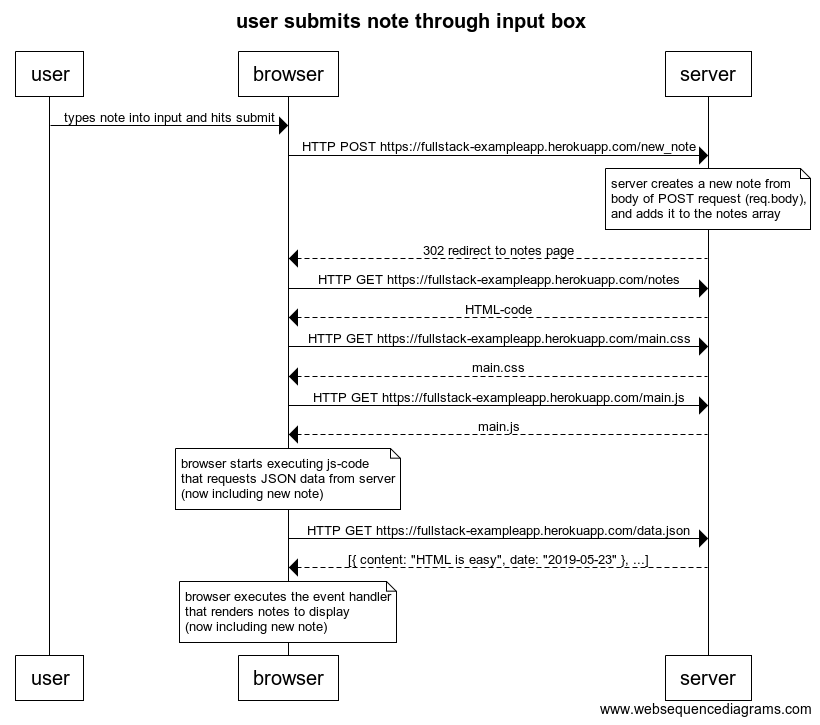 user submits note through input box
user
browser
server
types note into input and hits submit
HTTP POST https://fullstack-exampleapp.herokuapp.com/new_note
server creates a new note from
body of POST request (req.body),
and adds it to the notes array
302 redirect to notes page
HTTP GET https://fullstack-exampleapp.herokuapp.com/notes
HTML-code
HTTP GET https://fullstack-exampleapp.herokuapp.com/main.css
main.css
HTTP GET https://fullstack-exampleapp.herokuapp.com/main.js
main.js
browser starts executing js-code
that requests JSON data from server
(now including new note)
HTTP GET https://fullstack-exampleapp.herokuapp.com/data.json
[{ content: "HTML is easy", date: "2019-05-23" }, ...]
browser executes the event handler
that renders notes to display
(now including new note)
user
browser
server
www.websequencediagrams.com